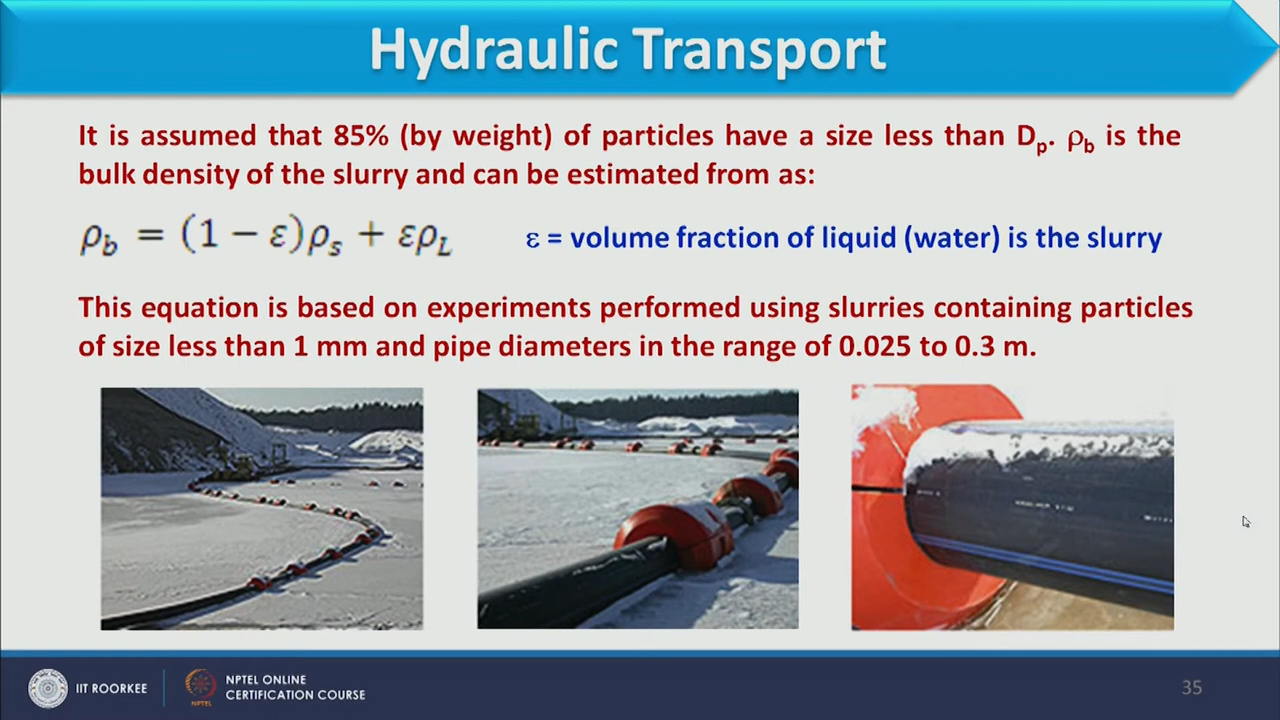 Hydraulic Transport
It is assumed that 85% (by weight) of particles have a size less than Dp. ρb is the
bulk density of the slurry and can be estimated from as:
ρb = (1 − ε)ρs + ερL
ε = volume fraction of liquid (water) is the slurry
This equation is based on experiments performed using slurries containing particles
of size less than 1 mm and pipe diameters in the range of 0.025 to 0.3 m.
IIT ROORKEE
NPTEL
NPTEL ONLINE
CERTIFICATION COURSE
35